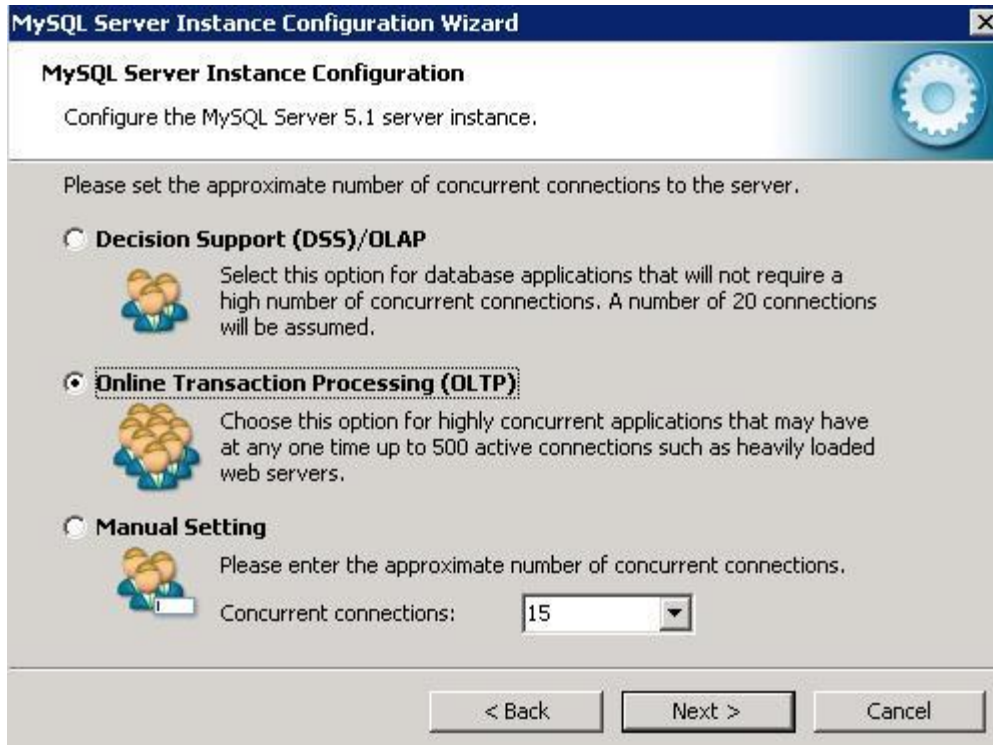 MySQL Server Instance Configuration Wizard
MySQL Server Instance Configuration
Configure the MySQL Server 5.1 server instance.
Please set the approximate number of concurrent connections to the server.
Decision Support (DSS)/OLAP
Select this option for database applications that will not require a
high number of concurrent connections. A number of 20 connections
will be assumed.
Online Transaction Processing (OLTP)
Choose this option for highly concurrent applications that may have
at any one time up to 500 active connections such as heavily loaded
web servers.
Manual Setting
Please enter the approximate number of concurrent connections.
Concurrent connections: 15
< Back Next > Cancel